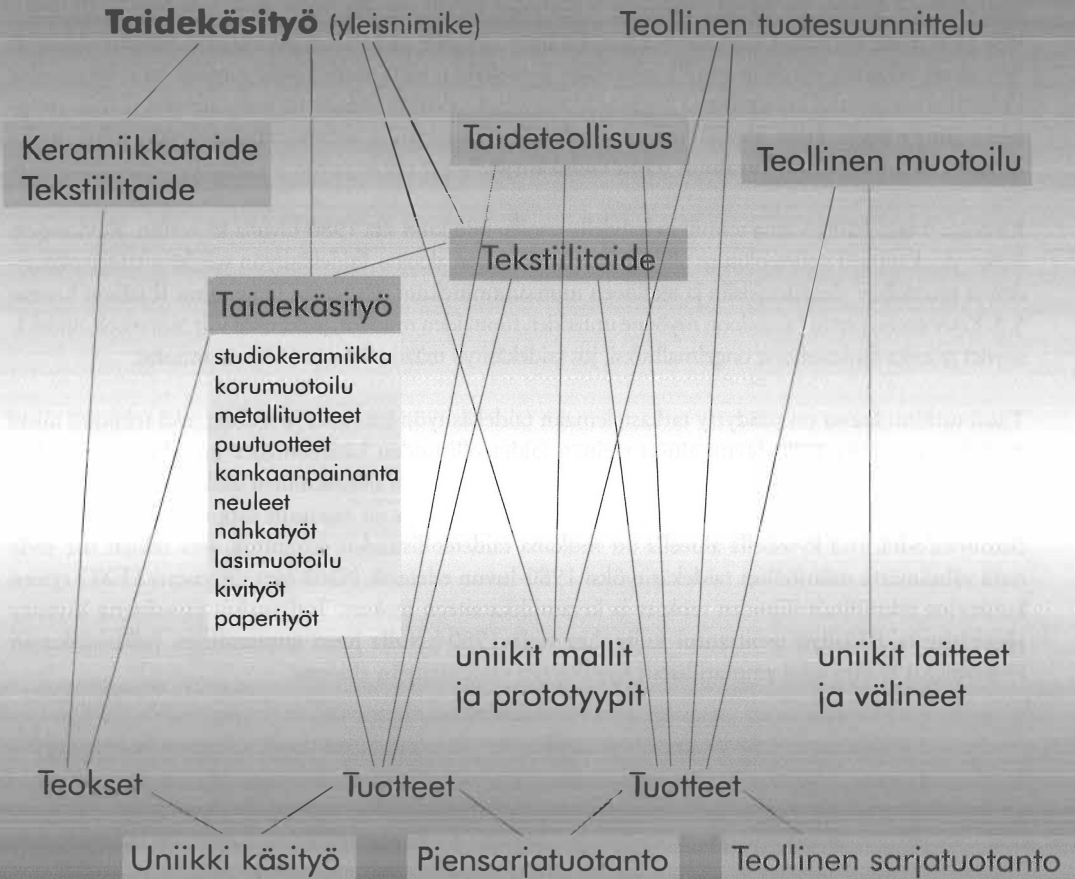 Taidekäsityö (yleisnimike)
Teollinen tuotesuunnittelu
Keramiikkataide
Tekstiilitaide
Taideteollisuus
Teollinen muotoilu
Tekstiilitaide
Taidekäsityö
studiokeramiikka
korumuotoilu
metallituotteet
puutuotteet
kankaanpainanta
neuleet
nahkatyöt
lasimuotoilu
kivityöt
paperityöt
uniikit mallit
ja prototyypit
uniikit laitteet
ja välineet
Teokset
Tuotteet
Tuotteet
Uniikki käsityö
Piensarjatuotanto
Teollinen sarjatuotanto